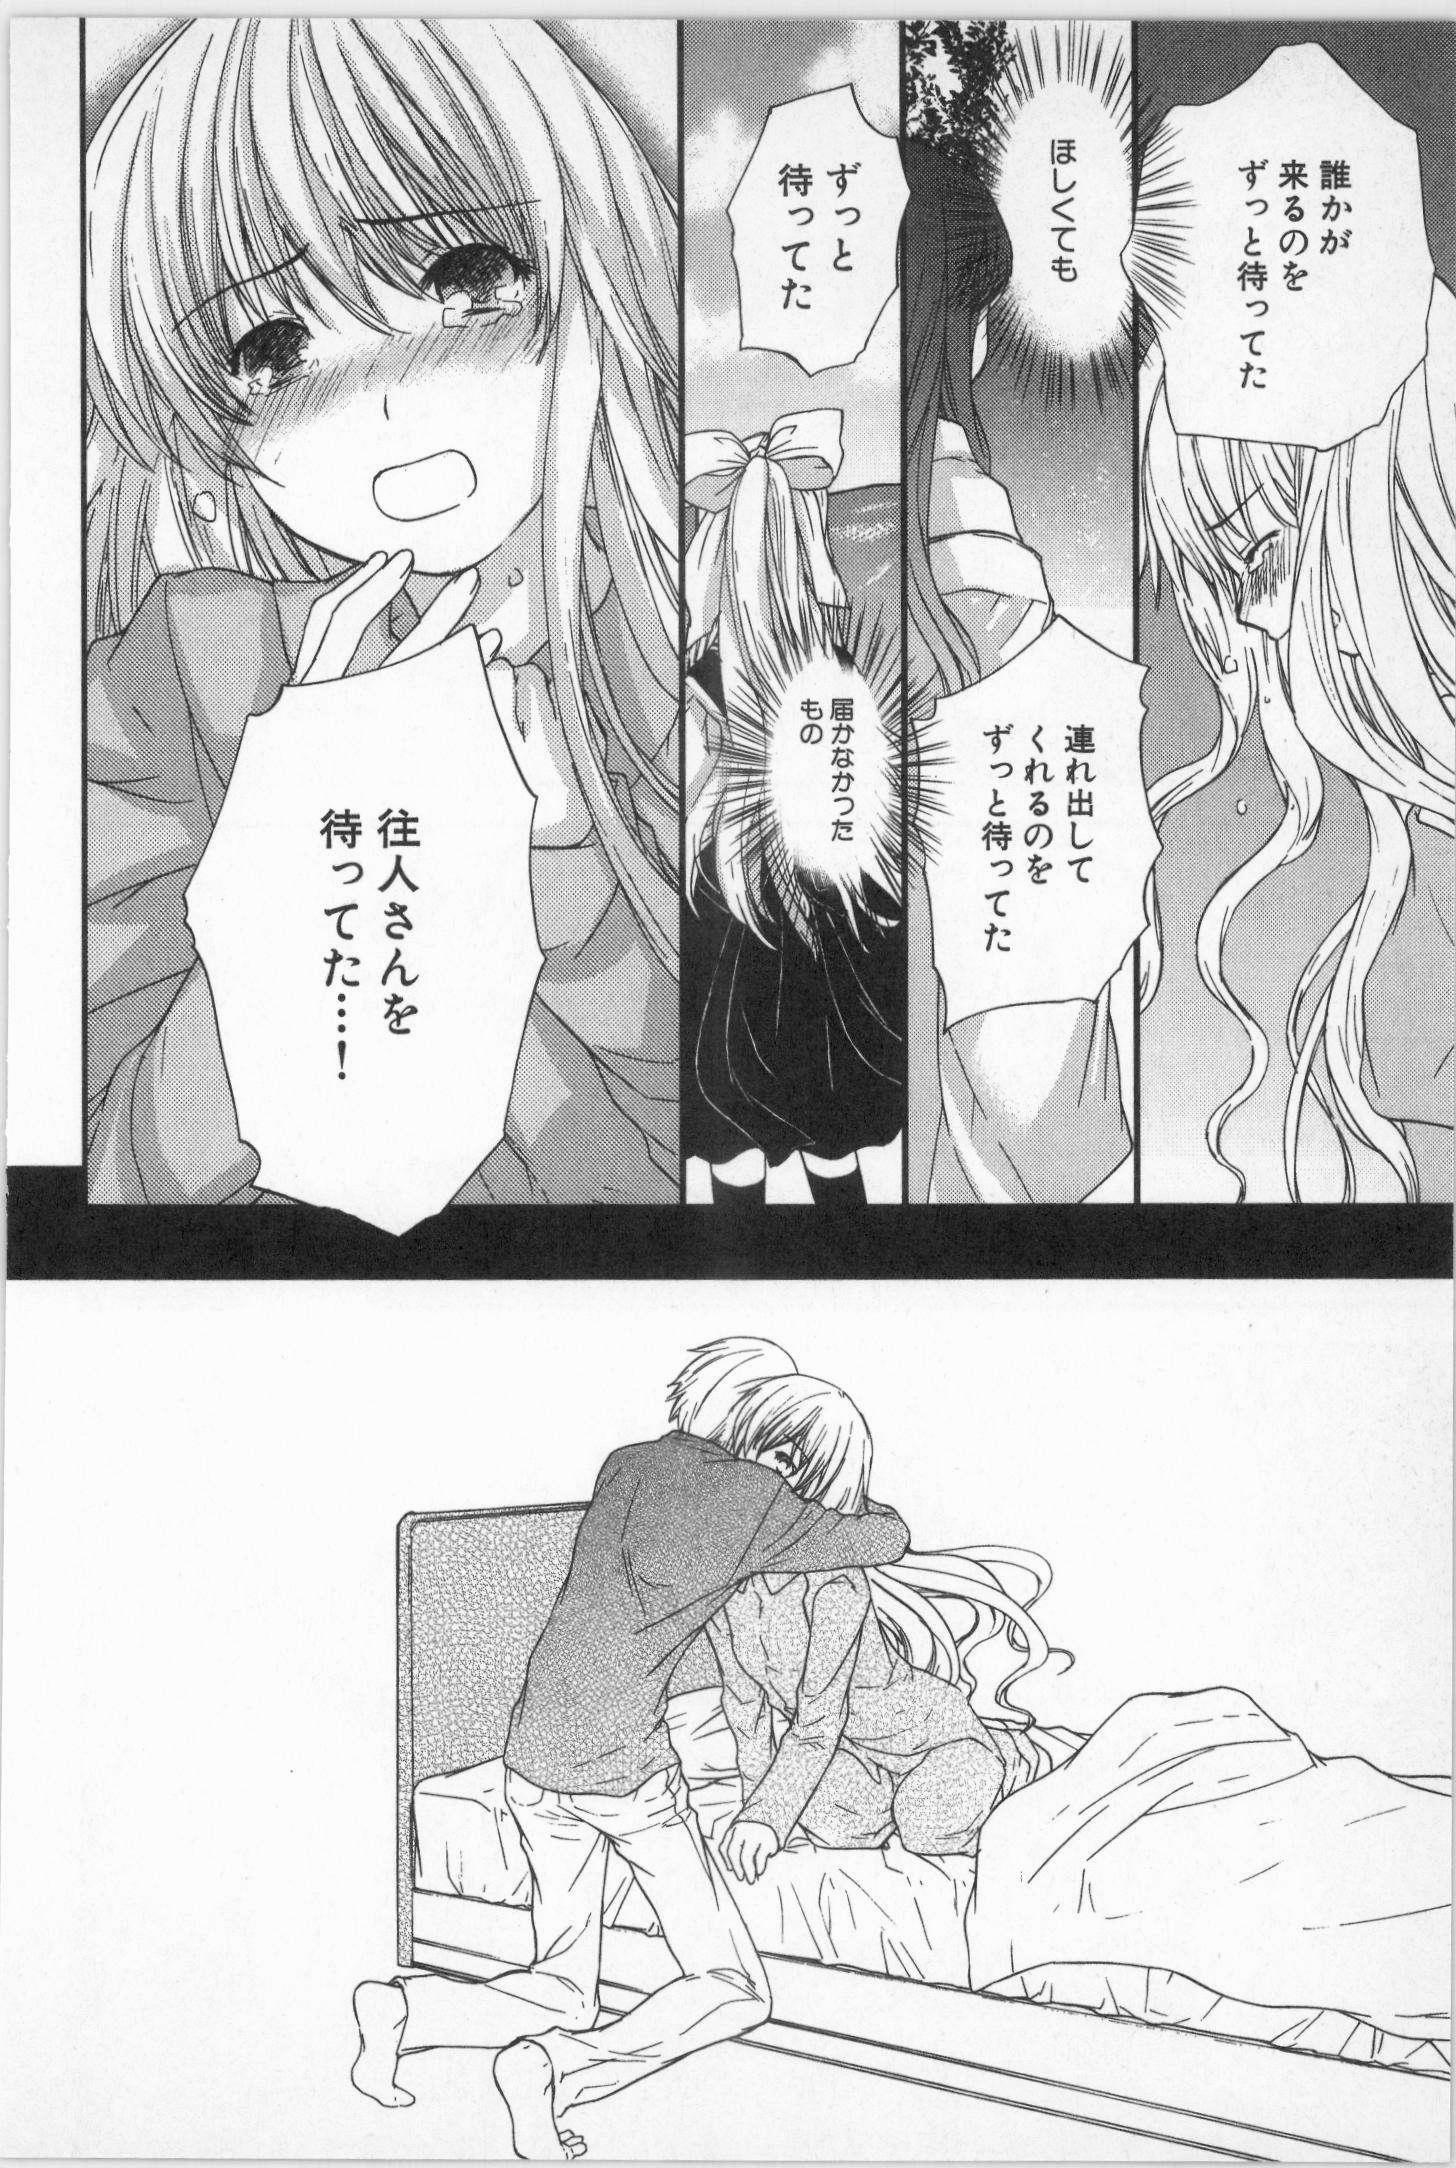 誰かが
来るのを
ずっと待ってた
ほしくても
連れ出して
くれるのを
ずっと待ってた
ずっと
待ってた
届かなかった
もの
往人さんを
待ってた…！